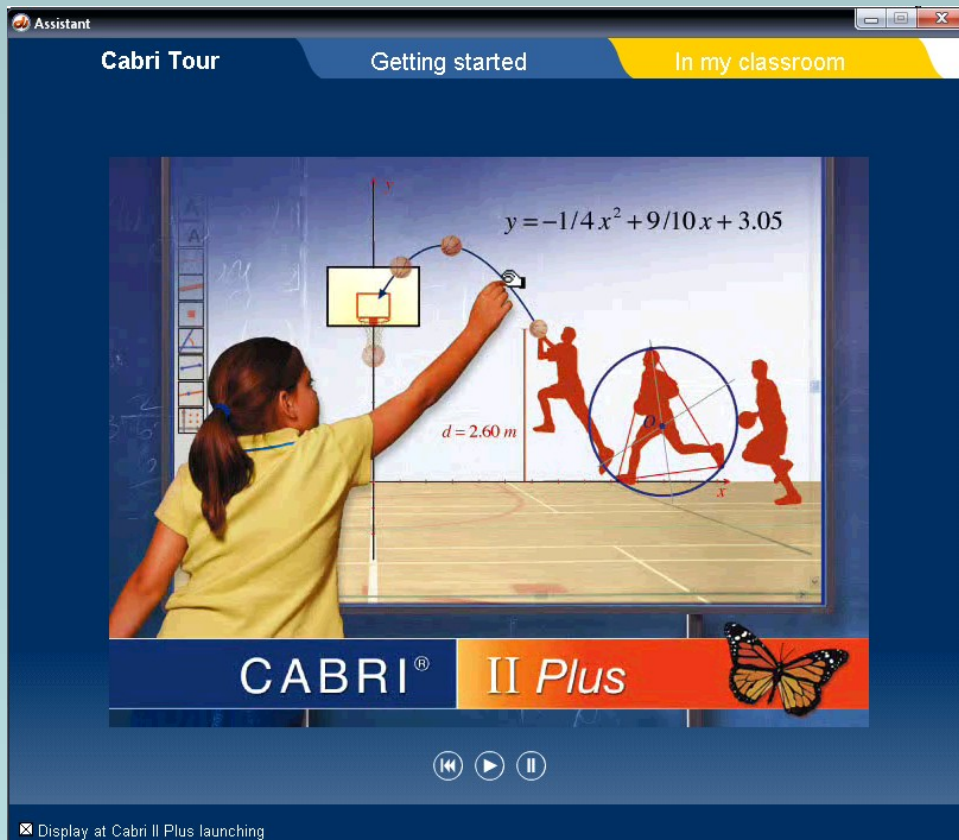 Assistant
Cabri Tour
Getting started
In my classroom
y
y = −1/4 x² + 9/10 x + 3.05
A
O
d = 2.60 m
x
CABRI® II Plus
Display at Cabri II Plus launching